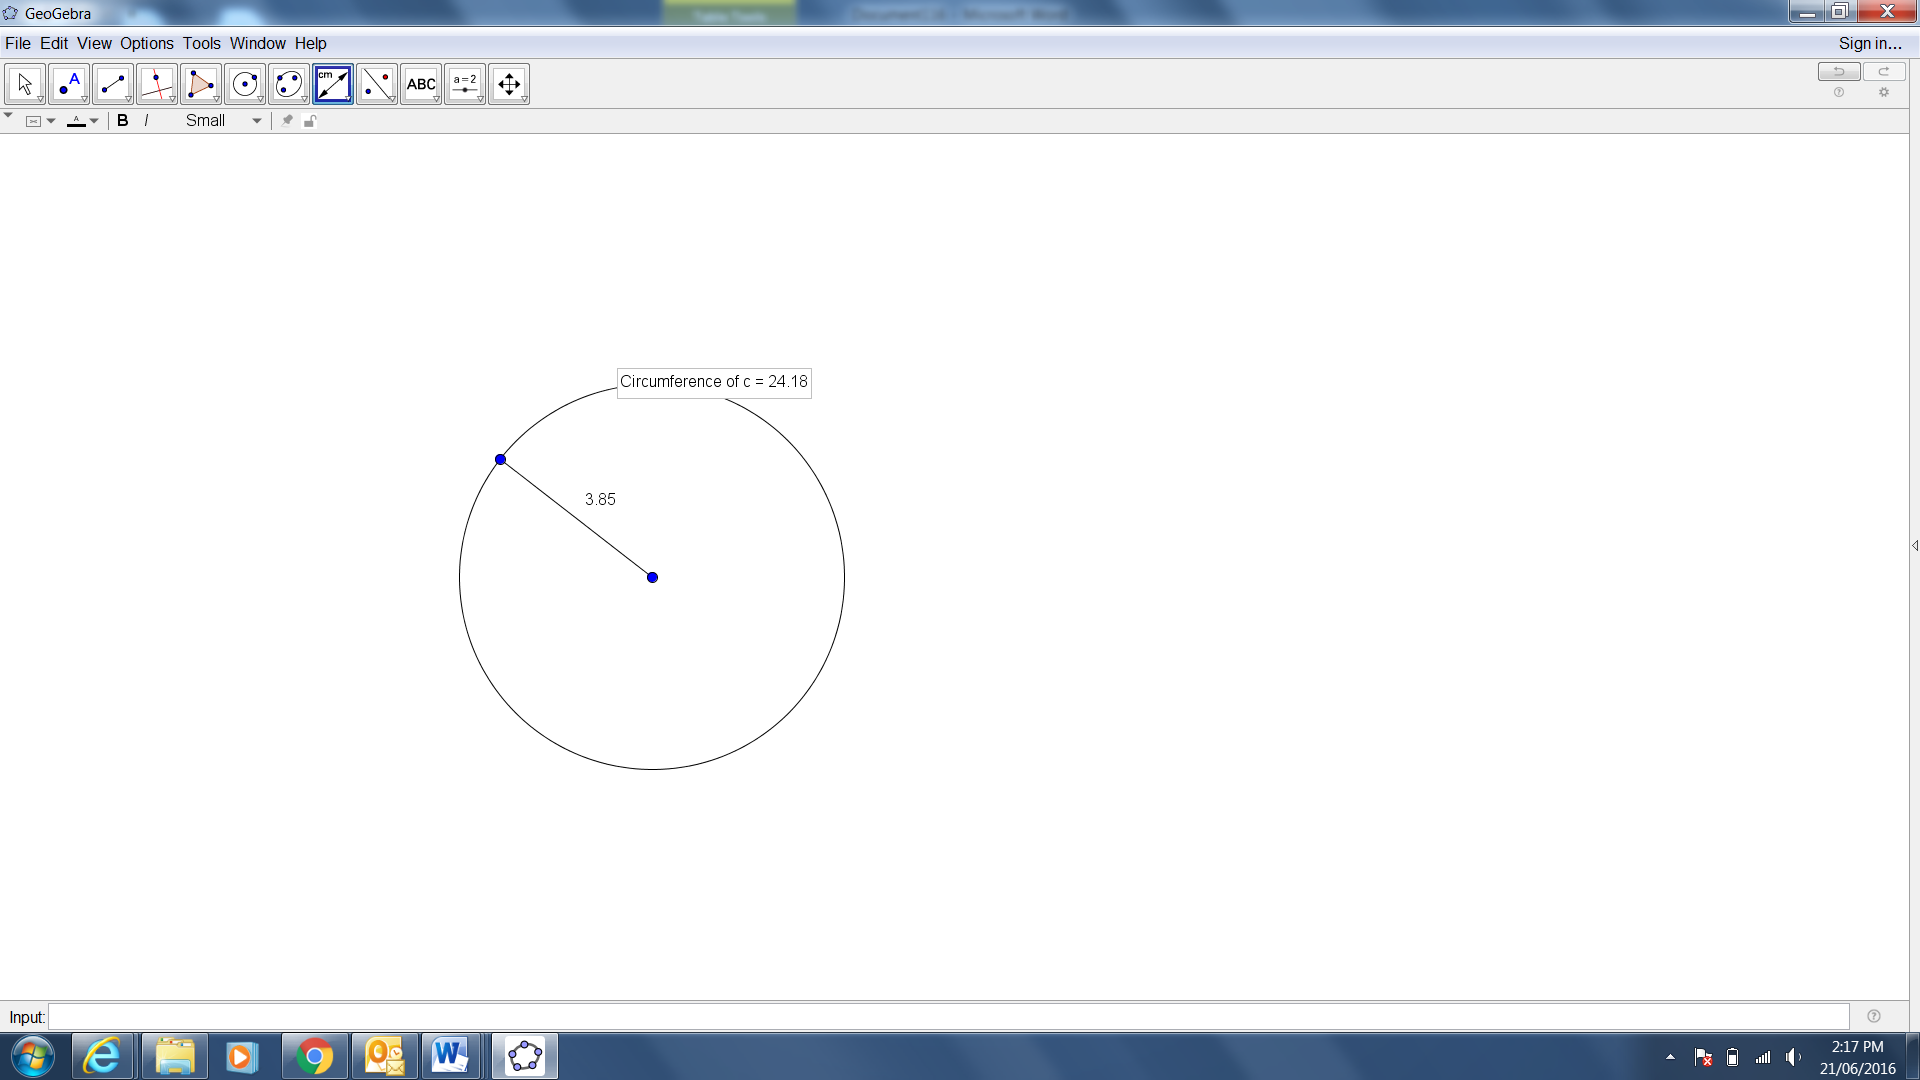 GeoGebra
File Edit View Options Tools Window Help
Sign in...
A cm ABC a=2
A B I Small
Circumference of c = 24.18
3.85
Input:
2:17 PM
21/06/2016